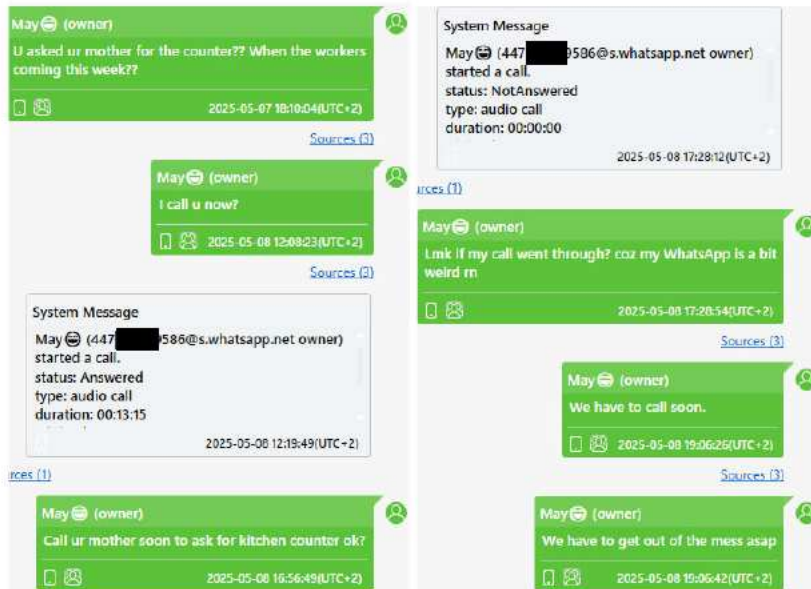 May😁 (owner)
U asked ur mother for the counter?? When the workers
coming this week??
2025-05-07 18:10:04(UTC+2)
Sources (3)
May😁 (owner)
I call u now?
2025-05-08 12:08:23(UTC+2)
Sources (3)
System Message
May😁 (447 586@s.whatsapp.net owner)
started a call.
status: Answered
type: audio call
duration: 00:13:15
2025-05-08 12:19:49(UTC+2)
rces (1)
May😁 (owner)
Call ur mother soon to ask for kitchen counter ok?
2025-05-08 16:56:49(UTC+2)
System Message
May😁 (447 9586@s.whatsapp.net owner)
started a call.
status: NotAnswered
type: audio call
duration: 00:00:00
2025-05-08 17:28:12(UTC+2)
urces (1)
May😁 (owner)
Lmk if my call went through? coz my WhatsApp is a bit
weird rn
2025-05-08 17:28:54(UTC+2)
Sources (3)
May😁 (owner)
We have to call soon.
2025-05-08 19:06:26(UTC+2)
Sources (3)
May😁 (owner)
We have to get out of the mess asap
2025-05-08 19:06:42(UTC+2)